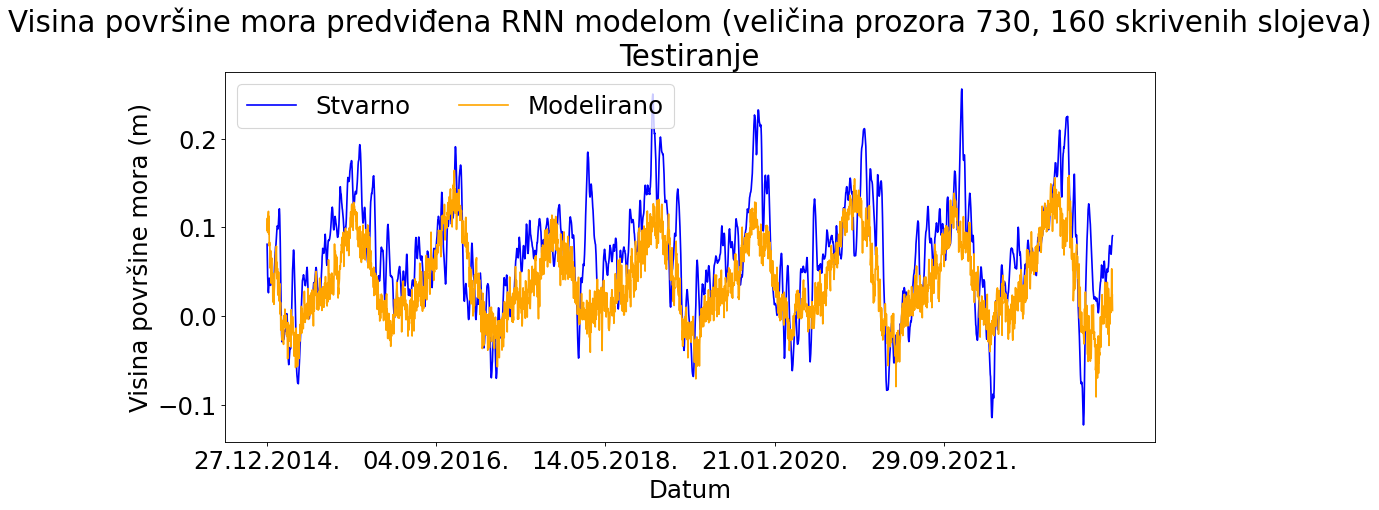 Visina površine mora predviđena RNN modelom (veličina prozora 730, 160 skrivenih slojeva)
Testiranje
Stvarno
Modelirano
Visina površine mora (m)
0.2
0.1
0.0
−0.1
27.12.2014.
04.09.2016.
14.05.2018.
21.01.2020.
29.09.2021.
Datum